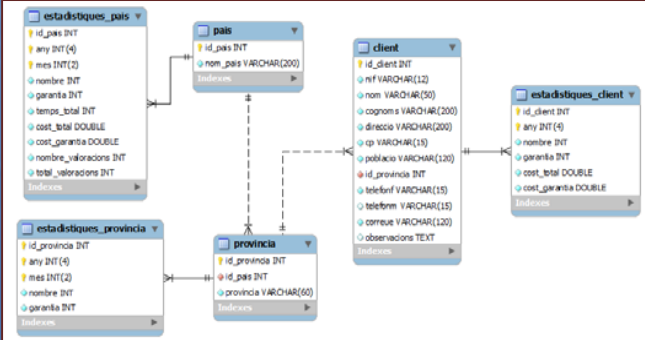 estadistiques_pais
id_pais INT
any INT(4)
mes INT(2)
nombre INT
garantia INT
temps_total INT
cost_total DOUBLE
cost_garantia DOUBLE
nombre_valoracions INT
total_valoracions INT
Indexes
pais
id_pais INT
nom_pais VARCHAR(200)
Indexes
client
id_client INT
nif VARCHAR(12)
nom VARCHAR(50)
cognoms VARCHAR(200)
direccio VARCHAR(200)
cp VARCHAR(15)
poblacio VARCHAR(120)
id_provincia INT
telefonf VARCHAR(15)
telefonm VARCHAR(15)
correue VARCHAR(120)
observacions TEXT
Indexes
estadistiques_client
id_client INT
any INT(4)
nombre INT
garantia INT
cost_total DOUBLE
cost_garantia DOUBLE
Indexes
estadistiques_provincia
id_provincia INT
any INT(4)
mes INT(2)
nombre INT
garantia INT
Indexes
provincia
id_provincia INT
id_pais INT
provincia VARCHAR(60)
Indexes